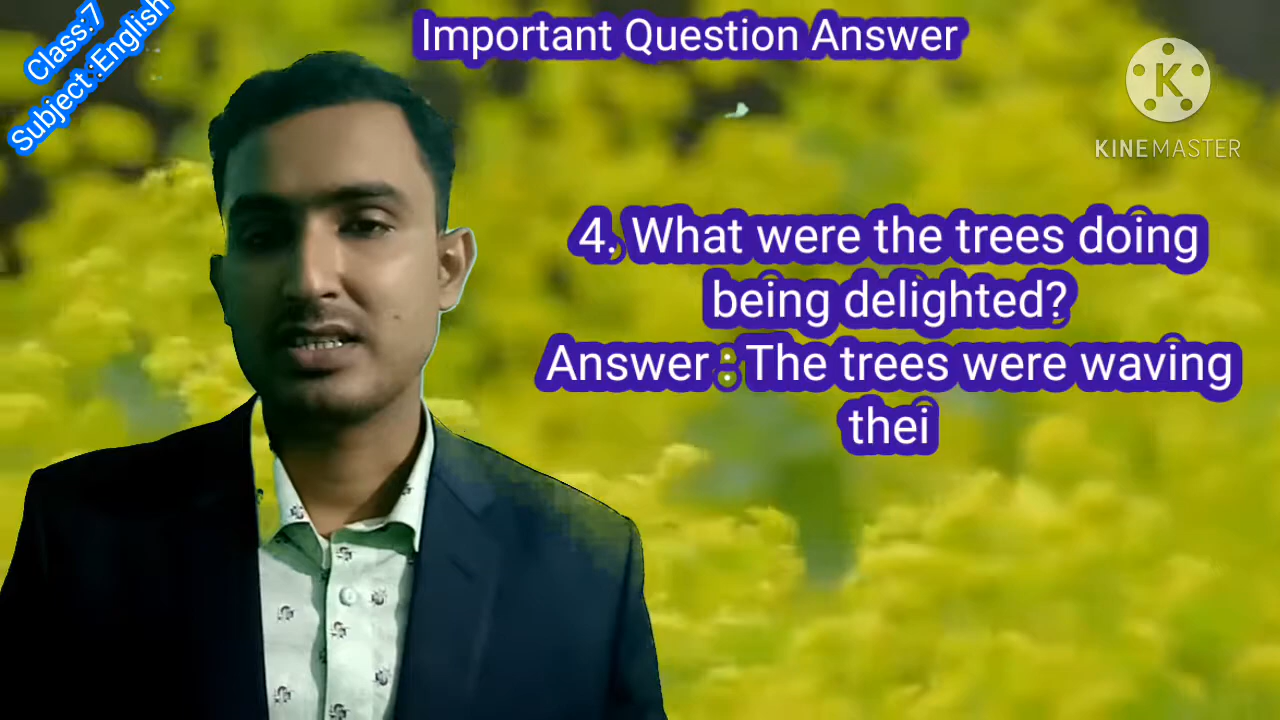 Class:7
Subject :English
Important Question Answer
KINEMASTER
4. What were the trees doing
being delighted?
Answer : The trees were waving
thei